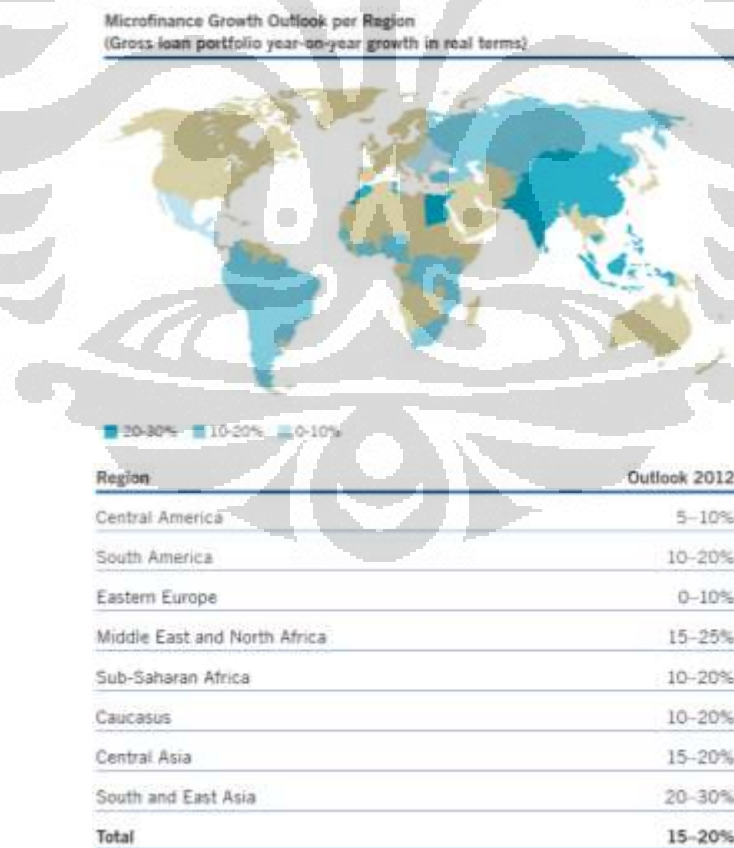 Microfinance Growth Outlook per Region
(Gross loan portfolio year-on-year growth in real terms)
20-30% 10-20% 0-10%
Region Outlook 2012
Central America 5–10%
South America 10–20%
Eastern Europe 0–10%
Middle East and North Africa 15–25%
Sub-Saharan Africa 10–20%
Caucasus 10–20%
Central Asia 15–20%
South and East Asia 20–30%
Total 15–20%